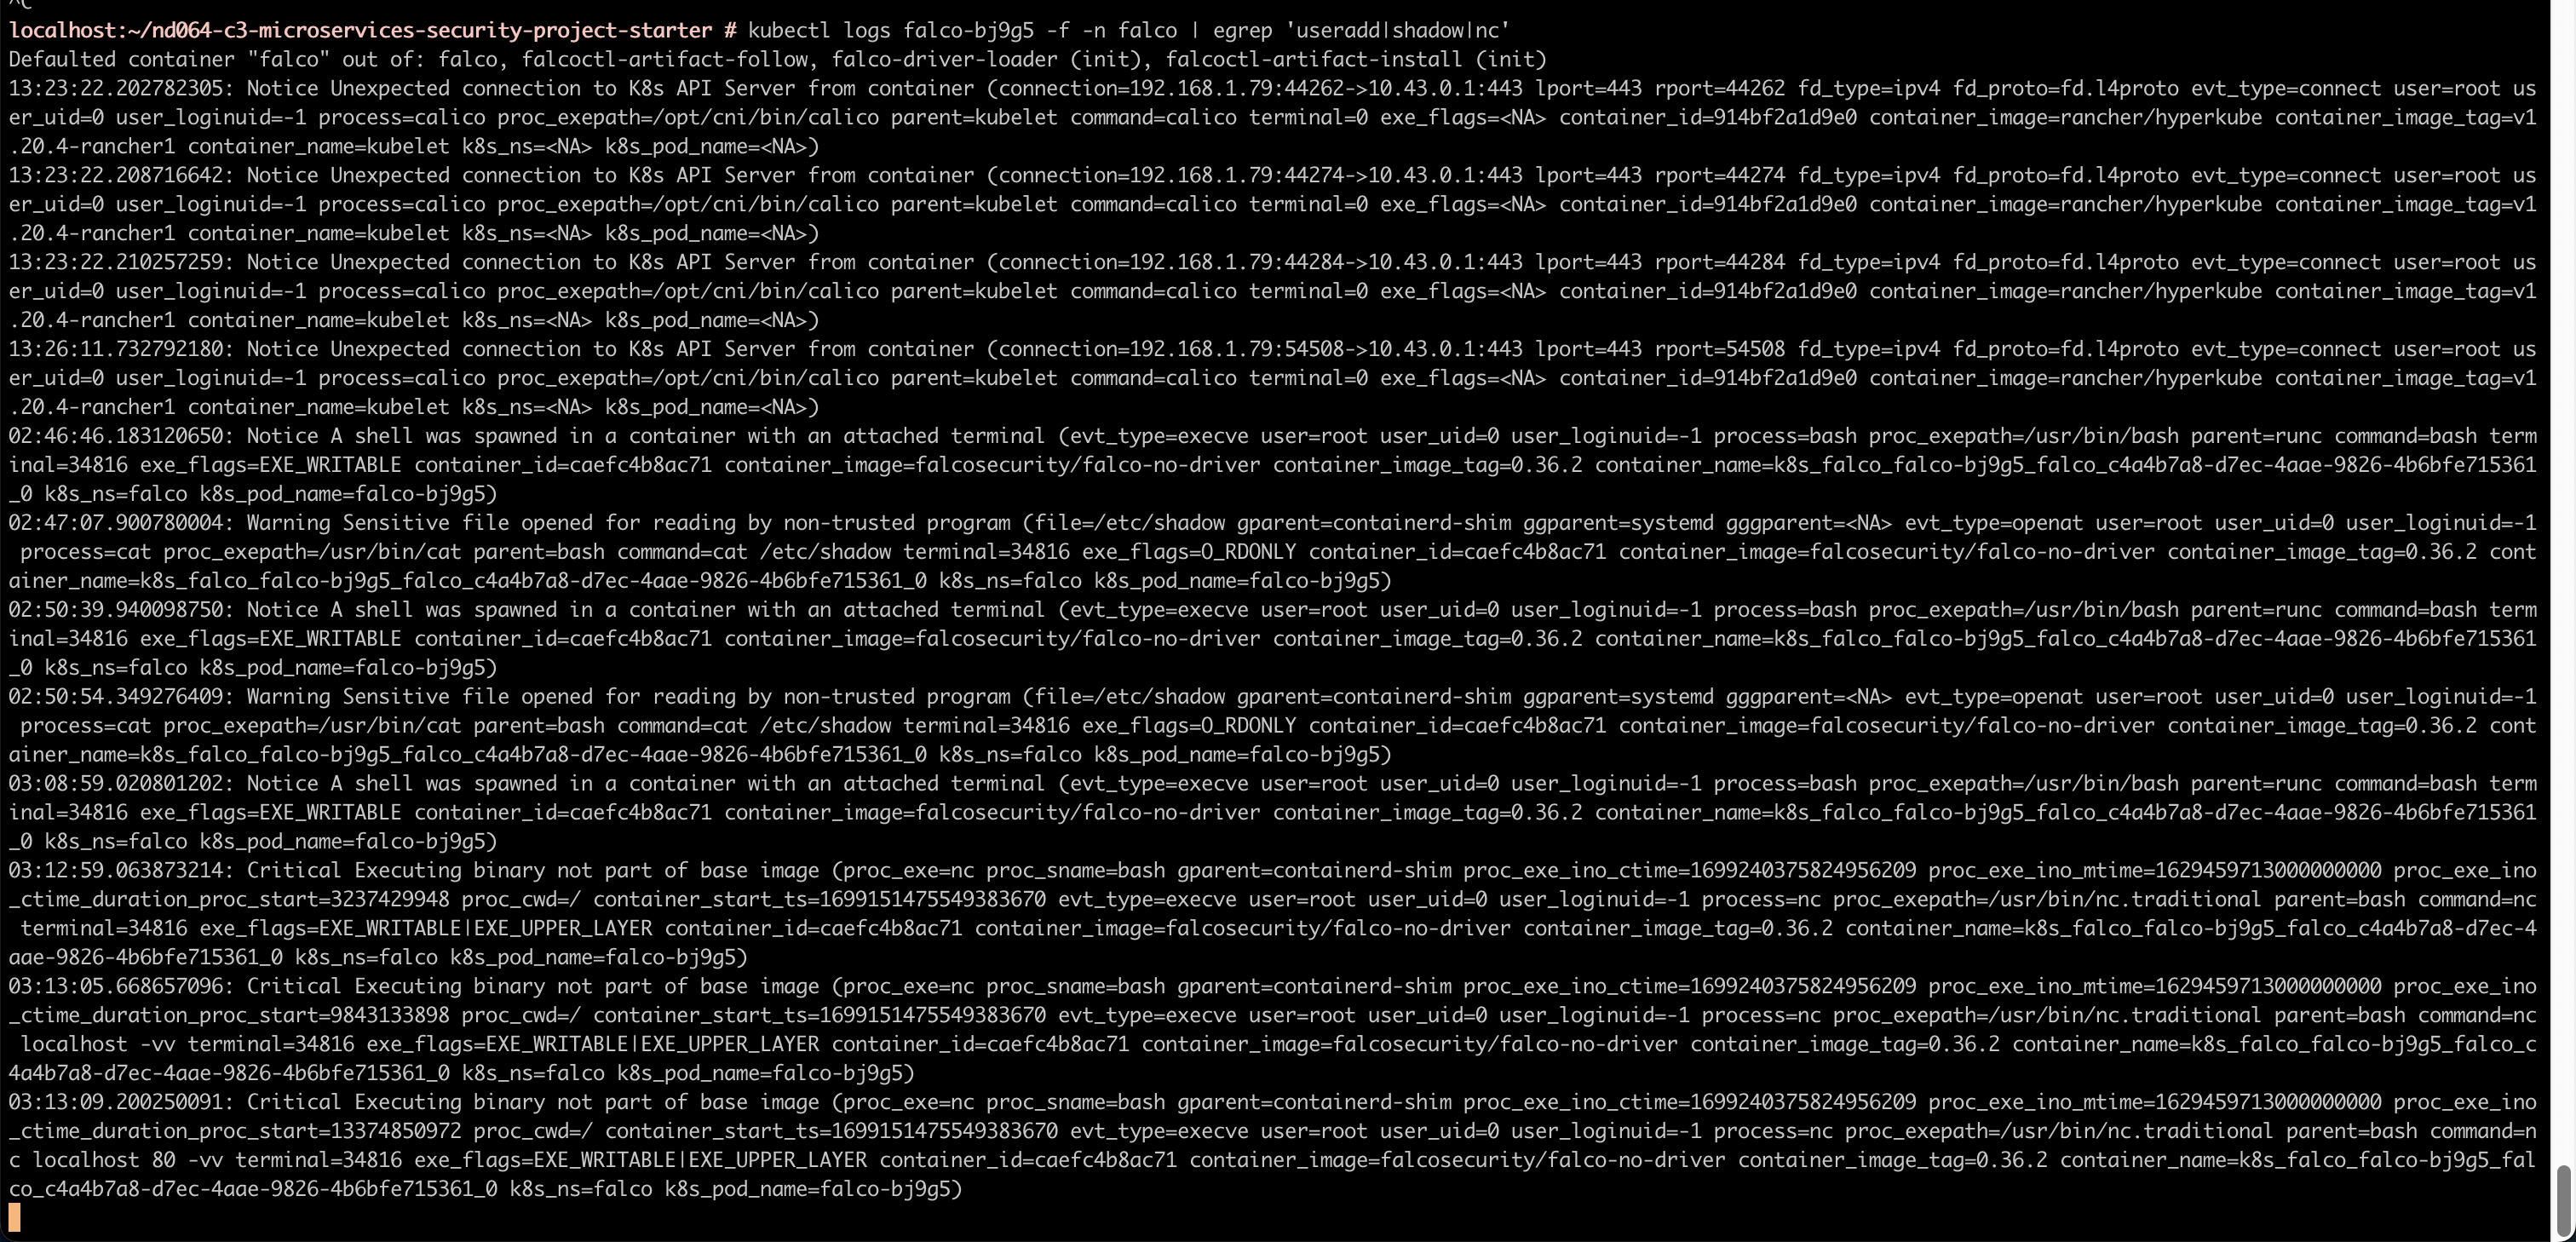 ^C
localhost:~/nd064-c3-microservices-security-project-starter # kubectl logs falco-bj9g5 -f -n falco | egrep 'useradd|shadow|nc'
Defaulted container "falco" out of: falco, falcoctl-artifact-follow, falco-driver-loader (init), falcoctl-artifact-install (init)
13:23:22.202782305: Notice Unexpected connection to K8s API Server from container (connection=192.168.1.79:44262->10.43.0.1:443 lport=443 rport=44262 fd_type=ipv4 fd_proto=fd.l4proto evt_type=connect user=root us
er_uid=0 user_loginuid=-1 process=calico proc_exepath=/opt/cni/bin/calico parent=kubelet command=calico terminal=0 exe_flags=<NA> container_id=914bf2a1d9e0 container_image=rancher/hyperkube container_image_tag=v1
.20.4-rancher1 container_name=kubelet k8s_ns=<NA> k8s_pod_name=<NA>)
13:23:22.208716642: Notice Unexpected connection to K8s API Server from container (connection=192.168.1.79:44274->10.43.0.1:443 lport=443 rport=44274 fd_type=ipv4 fd_proto=fd.l4proto evt_type=connect user=root us
er_uid=0 user_loginuid=-1 process=calico proc_exepath=/opt/cni/bin/calico parent=kubelet command=calico terminal=0 exe_flags=<NA> container_id=914bf2a1d9e0 container_image=rancher/hyperkube container_image_tag=v1
.20.4-rancher1 container_name=kubelet k8s_ns=<NA> k8s_pod_name=<NA>)
13:23:22.210257259: Notice Unexpected connection to K8s API Server from container (connection=192.168.1.79:44284->10.43.0.1:443 lport=443 rport=44284 fd_type=ipv4 fd_proto=fd.l4proto evt_type=connect user=root us
er_uid=0 user_loginuid=-1 process=calico proc_exepath=/opt/cni/bin/calico parent=kubelet command=calico terminal=0 exe_flags=<NA> container_id=914bf2a1d9e0 container_image=rancher/hyperkube container_image_tag=v1
.20.4-rancher1 container_name=kubelet k8s_ns=<NA> k8s_pod_name=<NA>)
13:26:11.732792180: Notice Unexpected connection to K8s API Server from container (connection=192.168.1.79:54508->10.43.0.1:443 lport=443 rport=54508 fd_type=ipv4 fd_proto=fd.l4proto evt_type=connect user=root us
er_uid=0 user_loginuid=-1 process=calico proc_exepath=/opt/cni/bin/calico parent=kubelet command=calico terminal=0 exe_flags=<NA> container_id=914bf2a1d9e0 container_image=rancher/hyperkube container_image_tag=v1
.20.4-rancher1 container_name=kubelet k8s_ns=<NA> k8s_pod_name=<NA>)
02:46:46.183120650: Notice A shell was spawned in a container with an attached terminal (evt_type=execve user=root user_uid=0 user_loginuid=-1 process=bash proc_exepath=/usr/bin/bash parent=runc command=bash term
inal=34816 exe_flags=EXE_WRITABLE container_id=caefc4b8ac71 container_image=falcosecurity/falco-no-driver container_image_tag=0.36.2 container_name=k8s_falco_falco-bj9g5_falco_c4a4b7a8-d7ec-4aae-9826-4b6bfe715361
_0 k8s_ns=falco k8s_pod_name=falco-bj9g5)
02:47:07.900780004: Warning Sensitive file opened for reading by non-trusted program (file=/etc/shadow gparent=containerd-shim ggparent=systemd gggparent=<NA> evt_type=openat user=root user_uid=0 user_loginuid=-1
 process=cat proc_exepath=/usr/bin/cat parent=bash command=cat /etc/shadow terminal=34816 exe_flags=O_RDONLY container_id=caefc4b8ac71 container_image=falcosecurity/falco-no-driver container_image_tag=0.36.2 cont
ainer_name=k8s_falco_falco-bj9g5_falco_c4a4b7a8-d7ec-4aae-9826-4b6bfe715361_0 k8s_ns=falco k8s_pod_name=falco-bj9g5)
02:50:39.940098750: Notice A shell was spawned in a container with an attached terminal (evt_type=execve user=root user_uid=0 user_loginuid=-1 process=bash proc_exepath=/usr/bin/bash parent=runc command=bash term
inal=34816 exe_flags=EXE_WRITABLE container_id=caefc4b8ac71 container_image=falcosecurity/falco-no-driver container_image_tag=0.36.2 container_name=k8s_falco_falco-bj9g5_falco_c4a4b7a8-d7ec-4aae-9826-4b6bfe715361
_0 k8s_ns=falco k8s_pod_name=falco-bj9g5)
02:50:54.349276409: Warning Sensitive file opened for reading by non-trusted program (file=/etc/shadow gparent=containerd-shim ggparent=systemd gggparent=<NA> evt_type=openat user=root user_uid=0 user_loginuid=-1
 process=cat proc_exepath=/usr/bin/cat parent=bash command=cat /etc/shadow terminal=34816 exe_flags=O_RDONLY container_id=caefc4b8ac71 container_image=falcosecurity/falco-no-driver container_image_tag=0.36.2 cont
ainer_name=k8s_falco_falco-bj9g5_falco_c4a4b7a8-d7ec-4aae-9826-4b6bfe715361_0 k8s_ns=falco k8s_pod_name=falco-bj9g5)
03:08:59.020801202: Notice A shell was spawned in a container with an attached terminal (evt_type=execve user=root user_uid=0 user_loginuid=-1 process=bash proc_exepath=/usr/bin/bash parent=runc command=bash term
inal=34816 exe_flags=EXE_WRITABLE container_id=caefc4b8ac71 container_image=falcosecurity/falco-no-driver container_image_tag=0.36.2 container_name=k8s_falco_falco-bj9g5_falco_c4a4b7a8-d7ec-4aae-9826-4b6bfe715361
_0 k8s_ns=falco k8s_pod_name=falco-bj9g5)
03:12:59.063873214: Critical Executing binary not part of base image (proc_exe=nc proc_sname=bash gparent=containerd-shim proc_exe_ino_ctime=1699240375824956209 proc_exe_ino_mtime=1629459713000000000 proc_exe_ino
_ctime_duration_proc_start=3237429948 proc_cwd=/ container_start_ts=1699151475549383670 evt_type=execve user=root user_uid=0 user_loginuid=-1 process=nc proc_exepath=/usr/bin/nc.traditional parent=bash command=nc
 terminal=34816 exe_flags=EXE_WRITABLE|EXE_UPPER_LAYER container_id=caefc4b8ac71 container_image=falcosecurity/falco-no-driver container_image_tag=0.36.2 container_name=k8s_falco_falco-bj9g5_falco_c4a4b7a8-d7ec-4
aae-9826-4b6bfe715361_0 k8s_ns=falco k8s_pod_name=falco-bj9g5)
03:13:05.668657096: Critical Executing binary not part of base image (proc_exe=nc proc_sname=bash gparent=containerd-shim proc_exe_ino_ctime=1699240375824956209 proc_exe_ino_mtime=1629459713000000000 proc_exe_ino
_ctime_duration_proc_start=9843133898 proc_cwd=/ container_start_ts=1699151475549383670 evt_type=execve user=root user_uid=0 user_loginuid=-1 process=nc proc_exepath=/usr/bin/nc.traditional parent=bash command=nc
 localhost -vv terminal=34816 exe_flags=EXE_WRITABLE|EXE_UPPER_LAYER container_id=caefc4b8ac71 container_image=falcosecurity/falco-no-driver container_image_tag=0.36.2 container_name=k8s_falco_falco-bj9g5_falco_c
4a4b7a8-d7ec-4aae-9826-4b6bfe715361_0 k8s_ns=falco k8s_pod_name=falco-bj9g5)
03:13:09.200250091: Critical Executing binary not part of base image (proc_exe=nc proc_sname=bash gparent=containerd-shim proc_exe_ino_ctime=1699240375824956209 proc_exe_ino_mtime=1629459713000000000 proc_exe_ino
_ctime_duration_proc_start=13374850972 proc_cwd=/ container_start_ts=1699151475549383670 evt_type=execve user=root user_uid=0 user_loginuid=-1 process=nc proc_exepath=/usr/bin/nc.traditional parent=bash command=n
c localhost 80 -vv terminal=34816 exe_flags=EXE_WRITABLE|EXE_UPPER_LAYER container_id=caefc4b8ac71 container_image=falcosecurity/falco-no-driver container_image_tag=0.36.2 container_name=k8s_falco_falco-bj9g5_fal
co_c4a4b7a8-d7ec-4aae-9826-4b6bfe715361_0 k8s_ns=falco k8s_pod_name=falco-bj9g5)